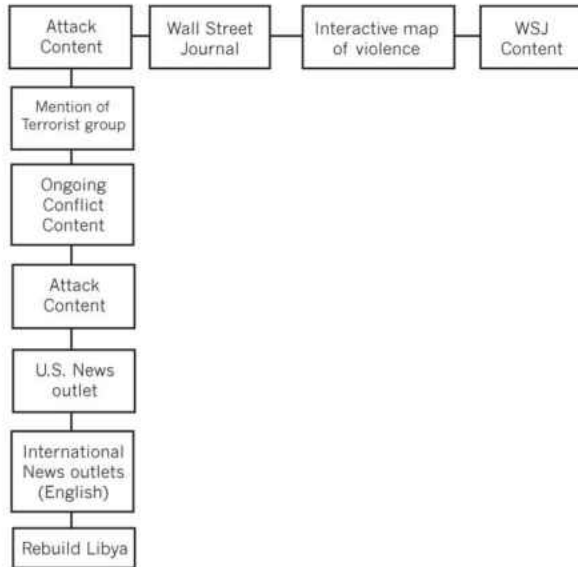 Attack
Content
Wall Street
Journal
Interactive map
of violence
WSJ
Content
Mention of
Terrorist group
Ongoing
Conflict
Content
Attack
Content
U.S. News
outlet
International
News outlets
(English)
Rebuild Libya